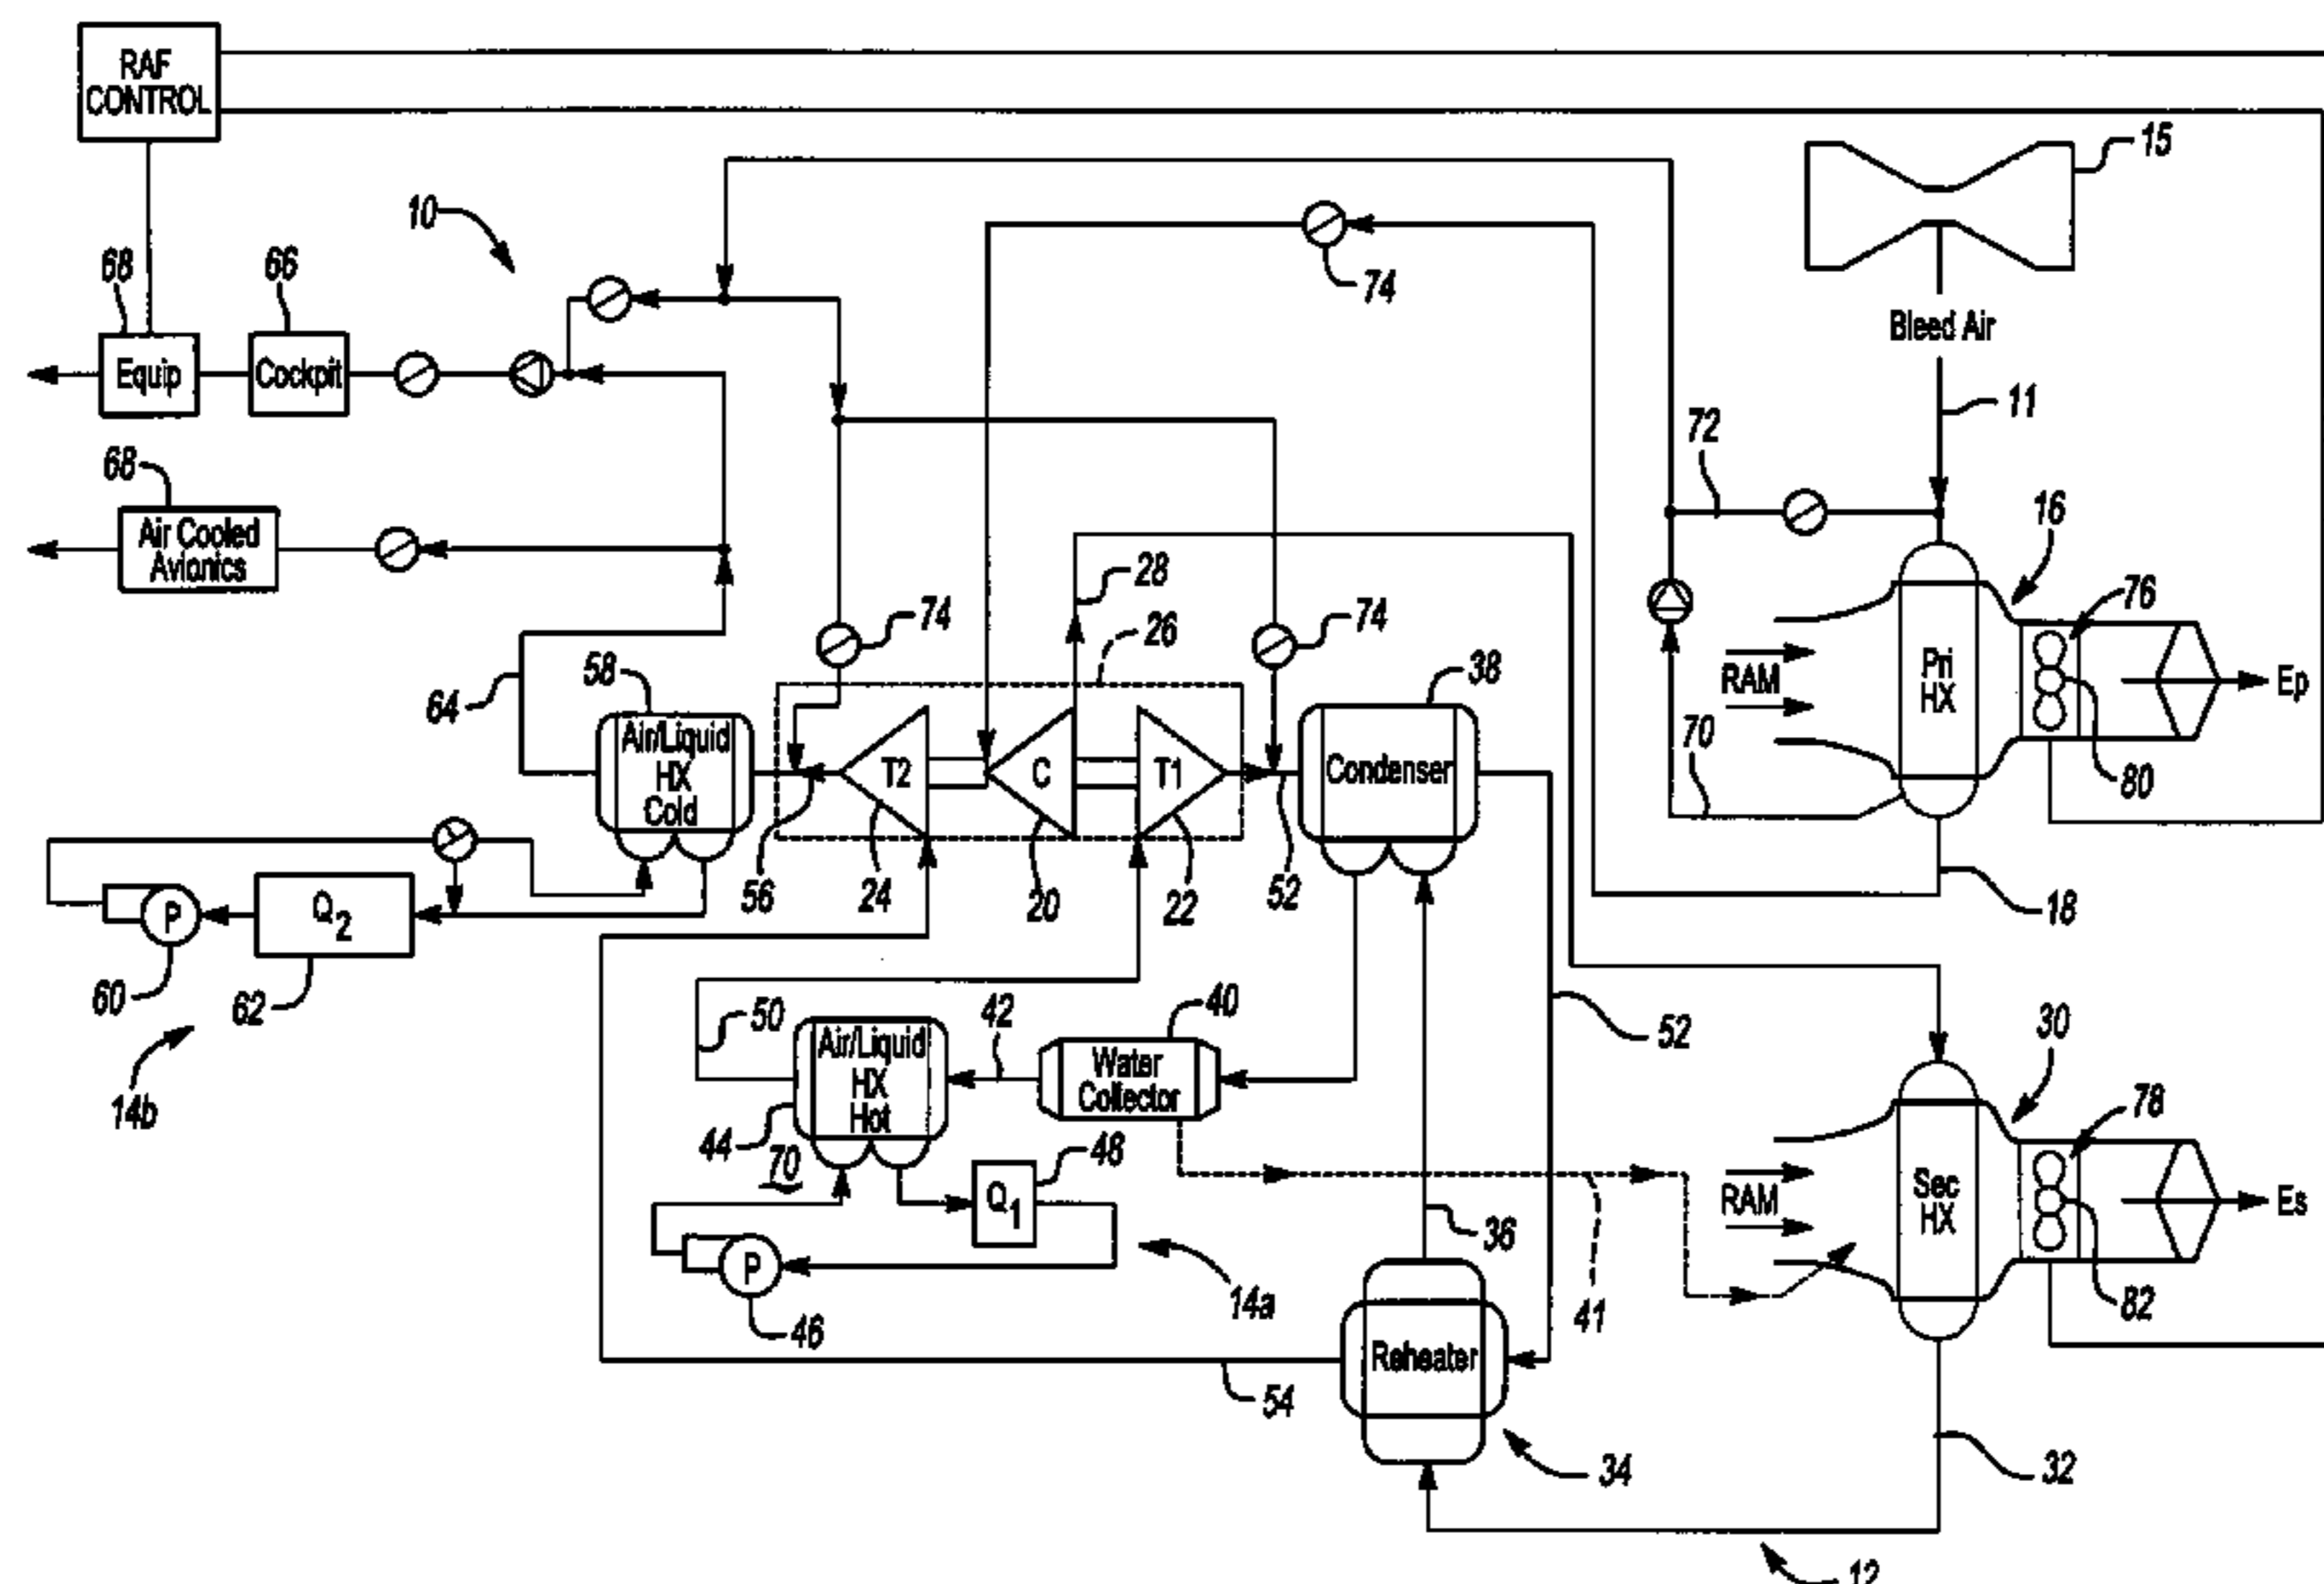 RAF
CONTROL
15
10
68
66
74
Bleed Air
Equip
Cockpit
11
72
68
16
Air Cooled
Avionics
28
76
74
26
74
58
38
64
RAM
Pri
HX
Ep
Air/Liquid
HX
Cold
T2
C
T1
Condenser
70
80
P
Q2
56
24
20
22
52
18
60
62
50
42
40
52
30
14b
Air/Liquid
HX
Hot
Water
Collector
78
44
70
48
Q1
RAM
Sec
HX
Es
36
P
14a
41
82
46
Reheater
54
34
32
12